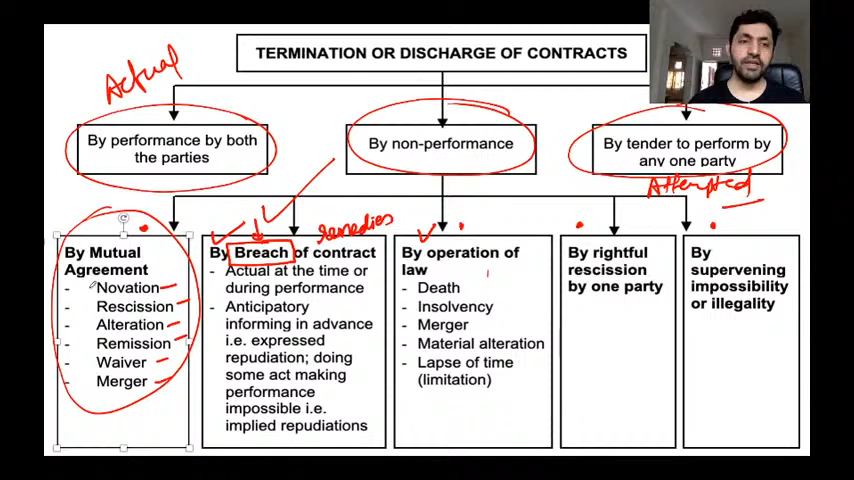 TERMINATION OR DISCHARGE OF CONTRACTS
Actual
By performance by both
the parties
By non-performance
By tender to perform by
any one party
Attempted
remedies
By Mutual
Agreement
- Novation
- Rescission
- Alteration
- Remission
- Waiver
- Merger
By Breach of contract
- Actual at the time or
during performance
- Anticipatory
informing in advance
i.e. expressed
repudiation; doing
some act making
performance
impossible i.e.
implied repudiations
By operation of
law
- Death
- Insolvency
- Merger
- Material alteration
- Lapse of time
(limitation)
By rightful
rescission
by one party
By
supervening
impossibility
or illegality